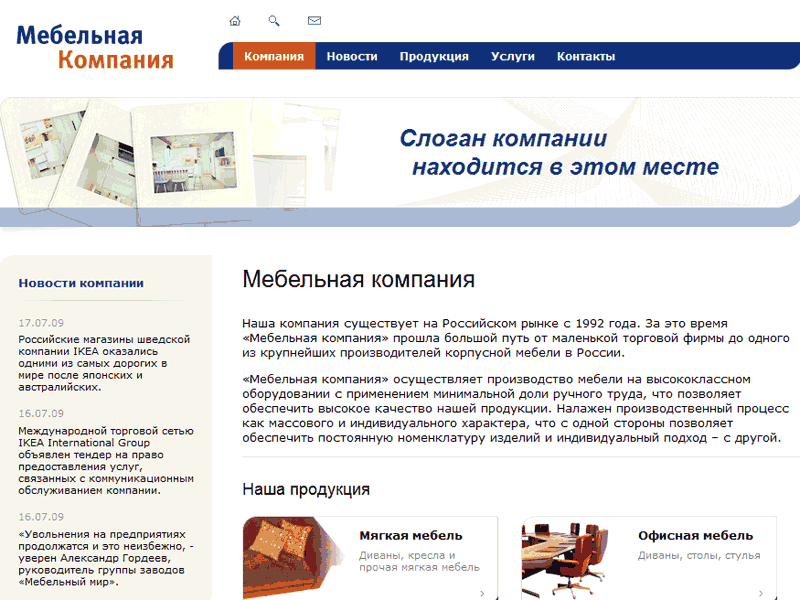 Мебельная
Компания
Компания
Новости
Продукция
Услуги
Контакты
Слоган компании
находится в этом месте
Новости компании
17.07.09
Российские магазины шведской
компании IKEA оказались
одними из самых дорогих в
мире после японских и
австралийских.
16.07.09
Международной торговой сетью
IKEA International Group
объявлен тендер на право
предоставления услуг,
связанных с коммуникационным
обслуживанием компании.
16.07.09
«Увольнения на предприятиях
продолжатся и это неизбежно, -
уверен Александр Гордеев,
руководитель группы заводов
«Мебельный мир».
Мебельная компания
Наша компания существует на Российском рынке с 1992 года. За это время
«Мебельная компания» прошла большой путь от маленькой торговой фирмы до одного
из крупнейших производителей корпусной мебели в России.
«Мебельная компания» осуществляет производство мебели на высококлассном
оборудовании с применением минимальной доли ручного труда, что позволяет
обеспечить высокое качество нашей продукции. Налажен производственный процесс
как массового и индивидуального характера, что с одной стороны позволяет
обеспечить постоянную номенклатуру изделий и индивидуальный подход – с другой.
Наша продукция
Мягкая мебель
Диваны, кресла и
прочая мягкая мебель
Офисная мебель
Диваны, столы, стулья